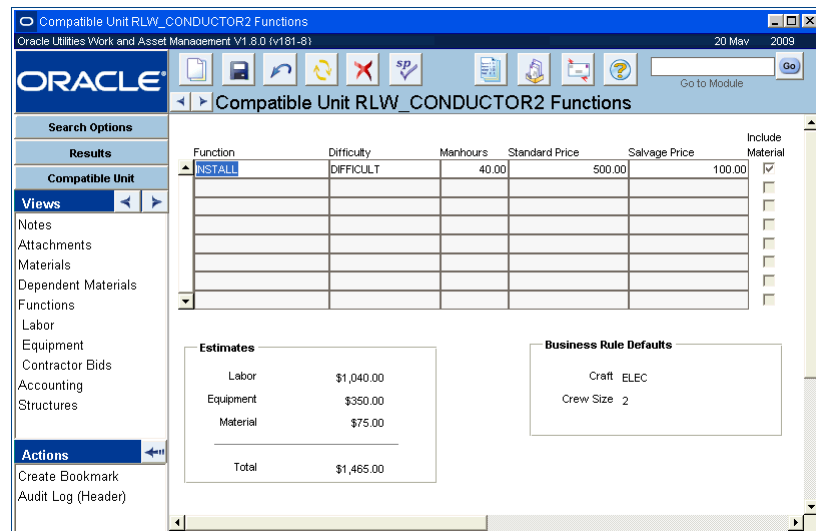 Compatible Unit RLW_CONDUCTOR2 Functions
Oracle Utilities Work and Asset Management V1.8.0 (v181-8) 20 May 2009
ORACLE
sp
Go
Go to Module
Compatible Unit RLW_CONDUCTOR2 Functions
Search Options
Results
Compatible Unit
Views
Notes
Attachments
Materials
Dependent Materials
Functions
Labor
Equipment
Contractor Bids
Accounting
Structures
Actions
Create Bookmark
Audit Log (Header)
Function Difficulty Manhours Standard Price Salvage Price Include Material
INSTALL DIFFICULT 40.00 500.00 100.00
Estimates
Labor $1,040.00
Equipment $350.00
Material $75.00
Total $1,465.00
Business Rule Defaults
Craft ELEC
Crew Size 2